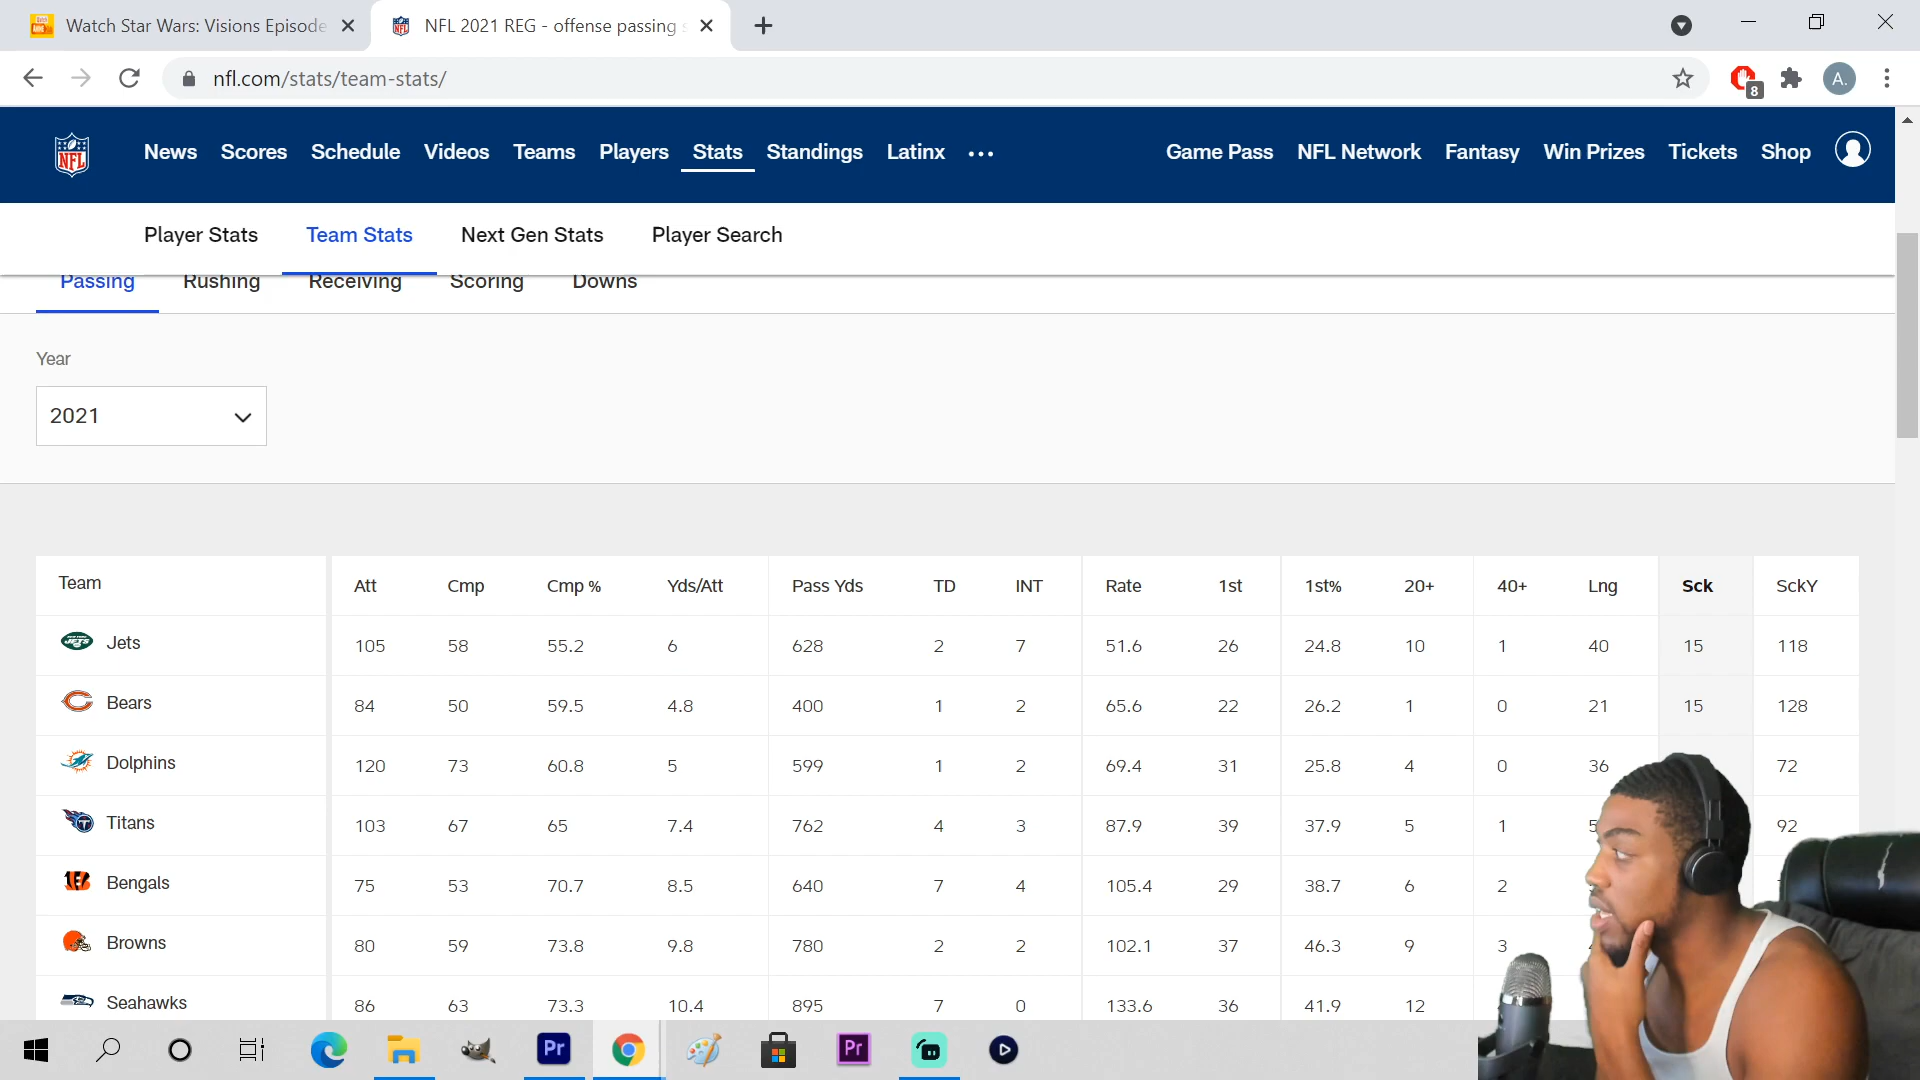 Watch Star Wars: Visions Episode
NFL 2021 REG - offense passing s
nfl.com/stats/team-stats/
8
A.
NFL
News Scores Schedule Videos Teams Players Stats Standings Latinx ...
Game Pass NFL Network Fantasy Win Prizes Tickets Shop
Player Stats Team Stats Next Gen Stats Player Search
Passing Rushing Receiving Scoring Downs
Year
2021
Team Att Cmp Cmp % Yds/Att Pass Yds TD INT Rate 1st 1st% 20+ 40+ Lng Sck SckY
Jets 105 58 55.2 6 628 2 7 51.6 26 24.8 10 1 40 15 118
Bears 84 50 59.5 4.8 400 1 2 65.6 22 26.2 1 0 21 15 128
Dolphins 120 73 60.8 5 599 1 2 69.4 31 25.8 4 0 36 72
Titans 103 67 65 7.4 762 4 3 87.9 39 37.9 5 1 92
Bengals 75 53 70.7 8.5 640 7 4 105.4 29 38.7 6 2
Browns 80 59 73.8 9.8 780 2 2 102.1 37 46.3 9 3
Seahawks 86 63 73.3 10.4 895 7 0 133.6 36 41.9 12
Pr
Pr